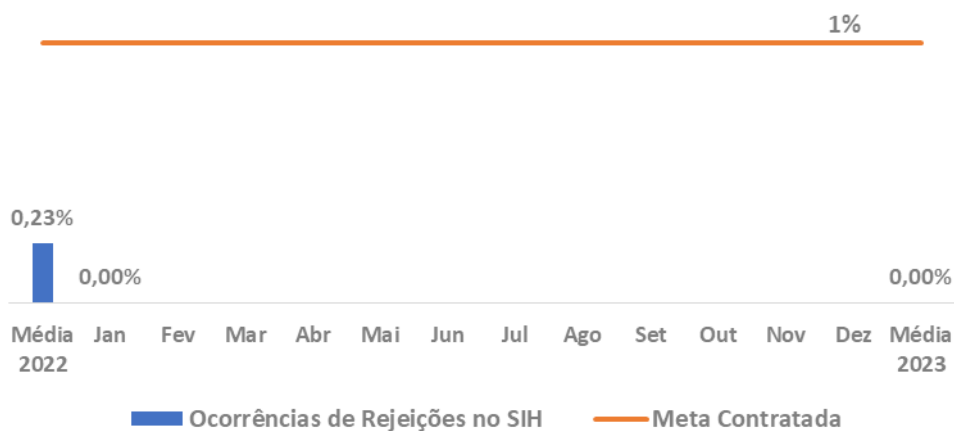 1%
0,23%
0,00%
0,00%
Média Jan Fev Mar Abr Mai Jun Jul Ago Set Out Nov Dez Média
2022 2023
Ocorrências de Rejeições no SIH Meta Contratada